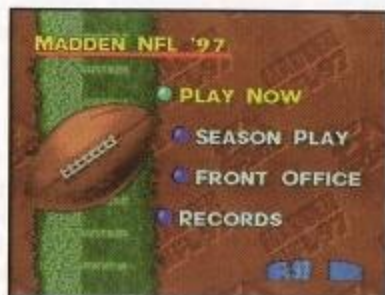 MADDEN NFL '97
PLAY NOW
SEASON PLAY
FRONT OFFICE
RECORDS